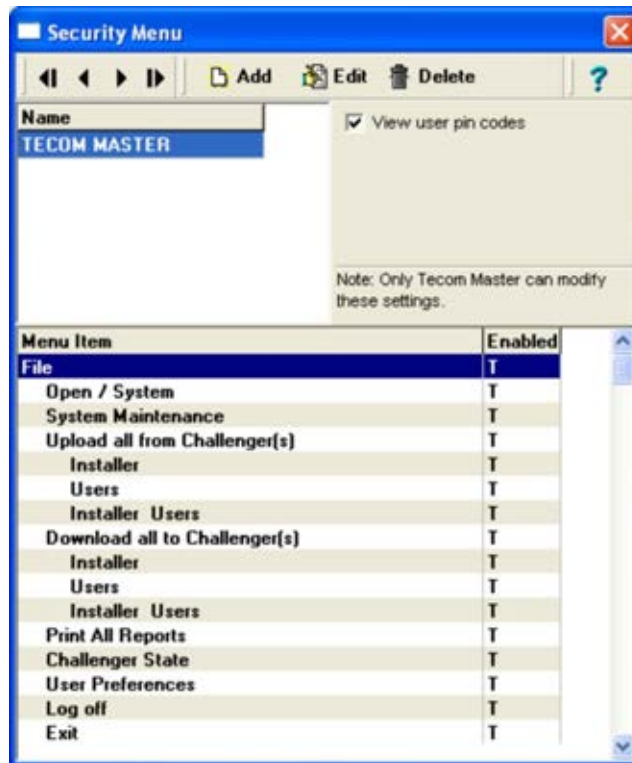 Security Menu
Add Edit Delete ?
Name
TECOM MASTER
View user pin codes
Note: Only Tecom Master can modify
these settings.
Menu Item Enabled
File T
Open / System T
System Maintenance T
Upload all from Challenger(s) T
Installer T
Users T
Installer Users T
Download all to Challenger(s) T
Installer T
Users T
Installer Users T
Print All Reports T
Challenger State T
User Preferences T
Log off T
Exit T